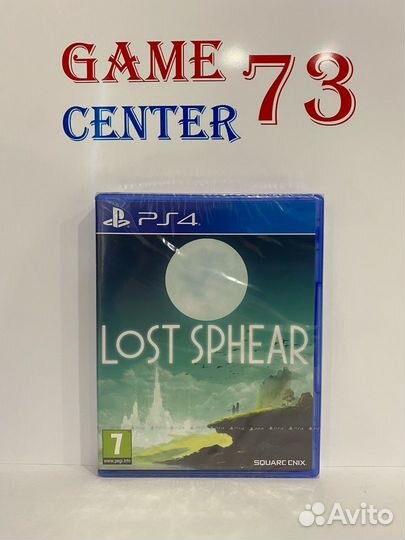 GAME 73
CENTER
PS4
LOST SPHEAR
7
www.pegi.info
SQUARE ENIX
Avito